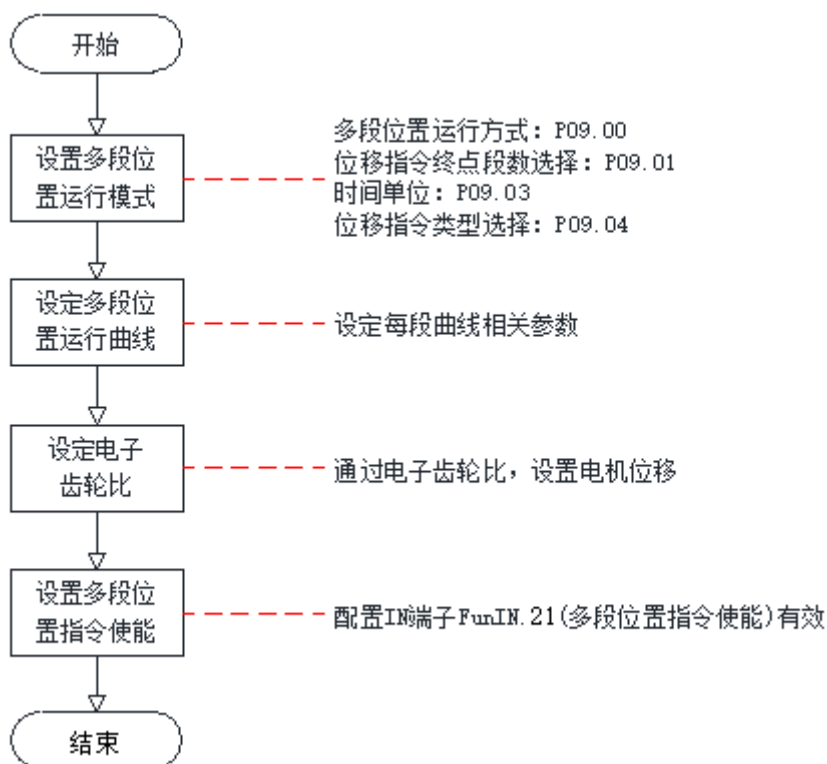 开始
设置多段位
置运行模式
多段位置运行方式：P09.00
位移指令终点段数选择：P09.01
时间单位：P09.03
位移指令类型选择：P09.04
设定多段位
置运行曲线
设定每段曲线相关参数
设定电子
齿轮比
通过电子齿轮比，设置电机位移
设置多段位
置指令使能
配置IN端子FunIN.21(多段位置指令使能)有效
结束